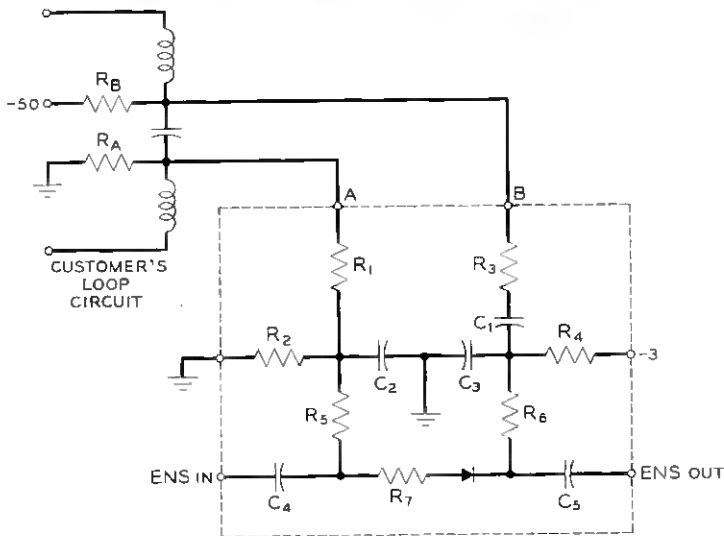 R_B
-50
R_A
A
B
CUSTOMER'S
LOOP
CIRCUIT
R_1
R_3
C_1
R_2
R_4
-3
C_2
C_3
R_5
R_6
ENS IN
ENS OUT
C_4
R_7
C_5